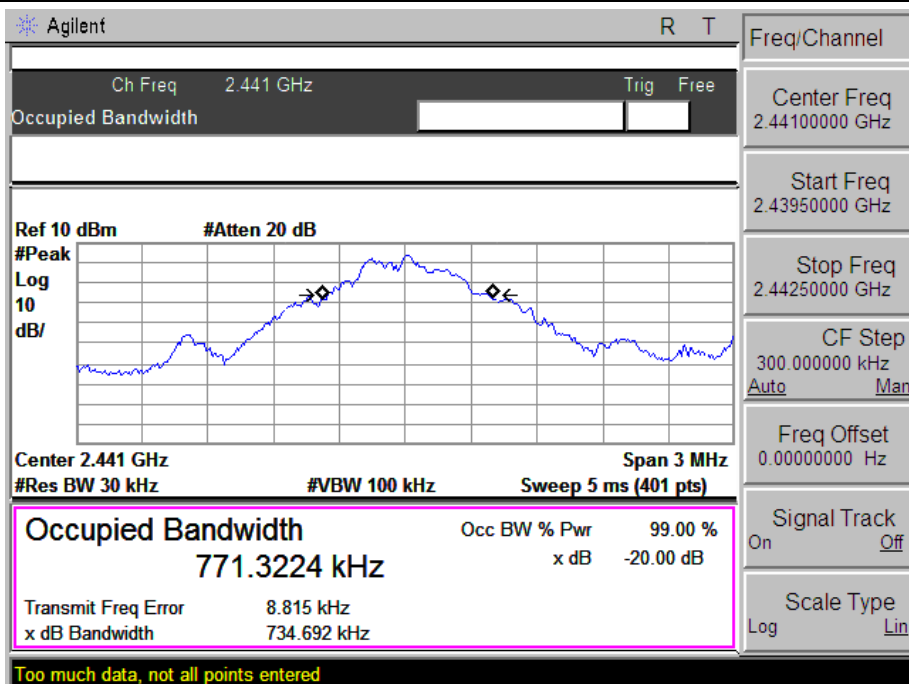 Agilent R T
Ch Freq 2.441 GHz Trig Free
Occupied Bandwidth
Ref 10 dBm #Atten 20 dB
#Peak
Log
10
dB/
Center 2.441 GHz Span 3 MHz
#Res BW 30 kHz #VBW 100 kHz Sweep 5 ms (401 pts)
Occupied Bandwidth Occ BW % Pwr 99.00 %
771.3224 kHz x dB -20.00 dB
Transmit Freq Error 8.815 kHz
x dB Bandwidth 734.692 kHz
Too much data, not all points entered
Freq/Channel
Center Freq
2.44100000 GHz
Start Freq
2.43950000 GHz
Stop Freq
2.44250000 GHz
CF Step
300.000000 kHz
Auto Man
Freq Offset
0.00000000 Hz
Signal Track
On Off
Scale Type
Log Lin